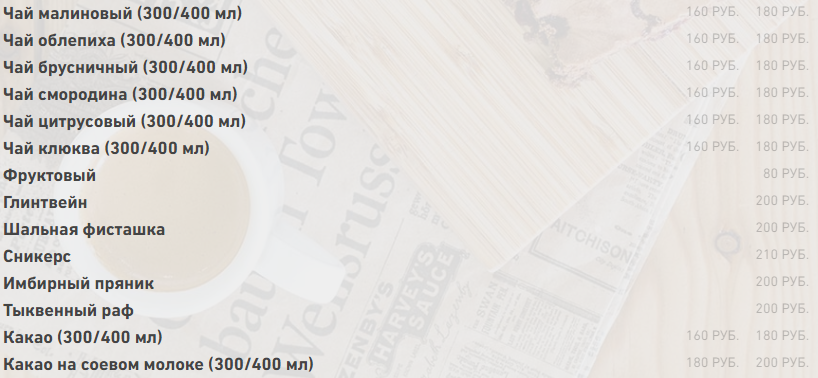 Чай малиновый (300/400 мл) 160 РУБ. 180 РУБ.
Чай облепиха (300/400 мл) 160 РУБ. 180 РУБ.
Чай брусничный (300/400 мл) 160 РУБ. 180 РУБ.
Чай смородина (300/400 мл) 160 РУБ. 180 РУБ.
Чай цитрусовый (300/400 мл) 160 РУБ. 180 РУБ.
Чай клюква (300/400 мл) 160 РУБ. 180 РУБ.
Фруктовый 80 РУБ.
Глинтвейн 200 РУБ.
Шальная фисташка 200 РУБ.
Сникерс 210 РУБ.
Имбирный пряник 200 РУБ.
Тыквенный раф 200 РУБ.
Какао (300/400 мл) 160 РУБ. 180 РУБ.
Какао на соевом молоке (300/400 мл) 180 РУБ. 200 РУБ.
AITCHISON
HARVEY'S
SAUCE